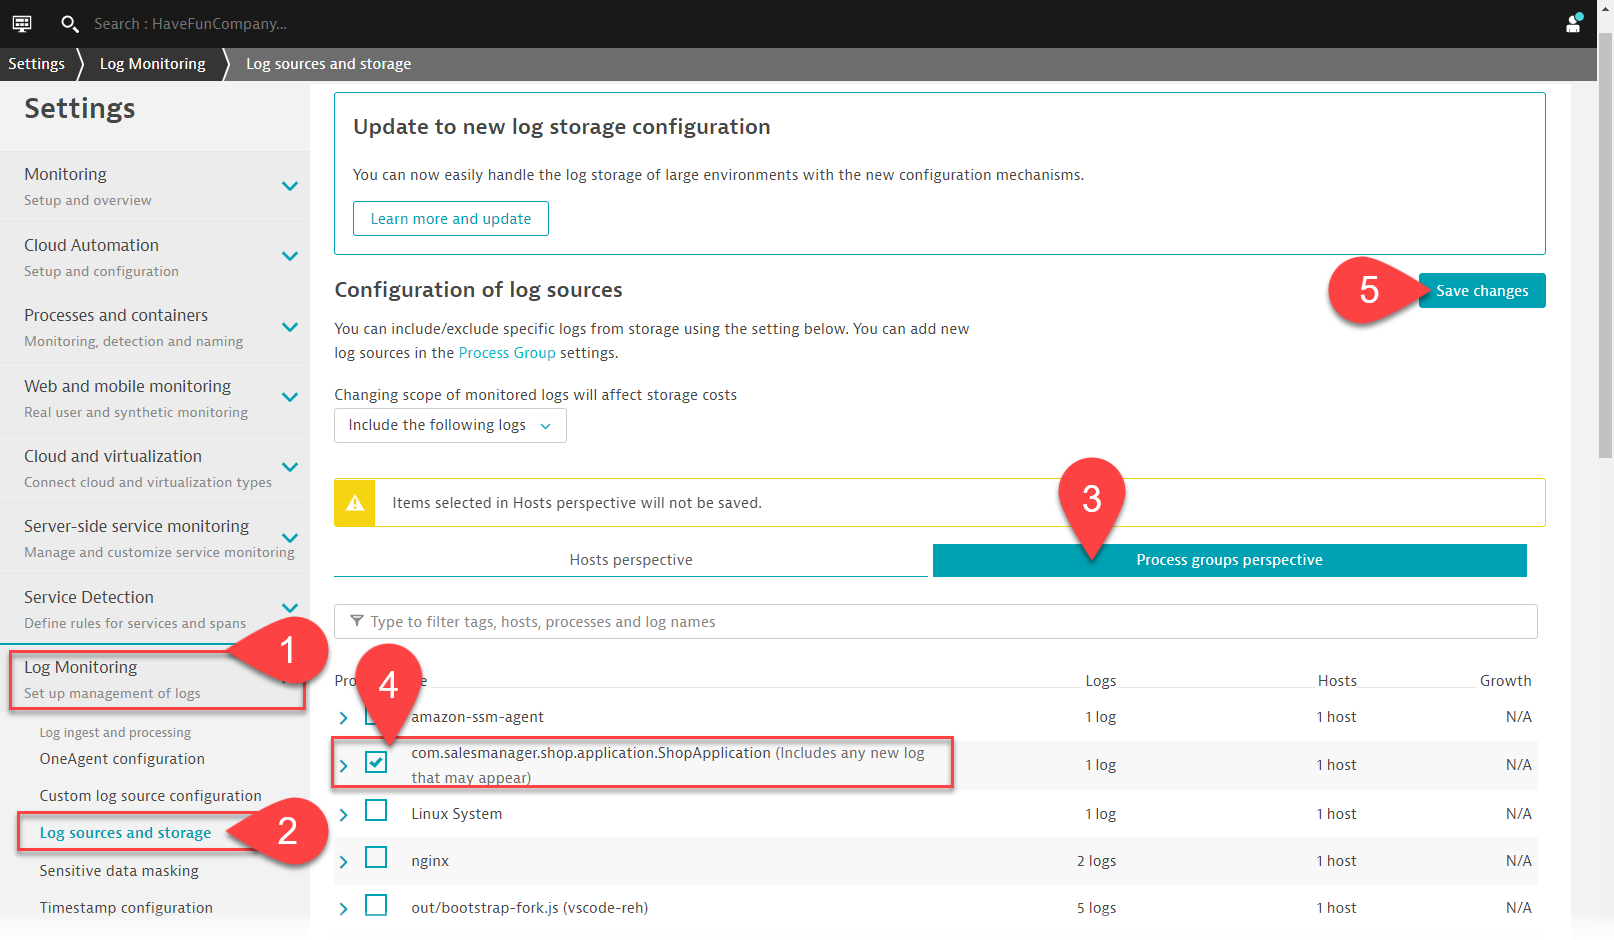 Search : HaveFunCompany...
Settings
Log Monitoring
Log sources and storage
Settings
Monitoring
Setup and overview
Cloud Automation
Setup and configuration
Processes and containers
Monitoring, detection and naming
Web and mobile monitoring
Real user and synthetic monitoring
Cloud and virtualization
Connect cloud and virtualization types
Server-side service monitoring
Manage and customize service monitoring
Service Detection
Define rules for services and spans
1
Log Monitoring
Set up management of logs
Log ingest and processing
OneAgent configuration
Custom log source configuration
Log sources and storage
2
Sensitive data masking
Timestamp configuration
Update to new log storage configuration
You can now easily handle the log storage of large environments with the new configuration mechanisms.
Learn more and update
Configuration of log sources
5
Save changes
You can include/exclude specific logs from storage using the setting below. You can add new
log sources in the Process Group settings.
Changing scope of monitored logs will affect storage costs
Include the following logs
Items selected in Hosts perspective will not be saved.
3
Hosts perspective
Process groups perspective
Type to filter tags, hosts, processes and log names
4
Logs
Hosts
Growth
amazon-ssm-agent
1 log
1 host
N/A
com.salesmanager.shop.application.ShopApplication (Includes any new log
that may appear)
1 log
1 host
N/A
Linux System
1 log
1 host
N/A
nginx
2 logs
1 host
N/A
out/bootstrap-fork.js (vscode-reh)
5 logs
1 host
N/A